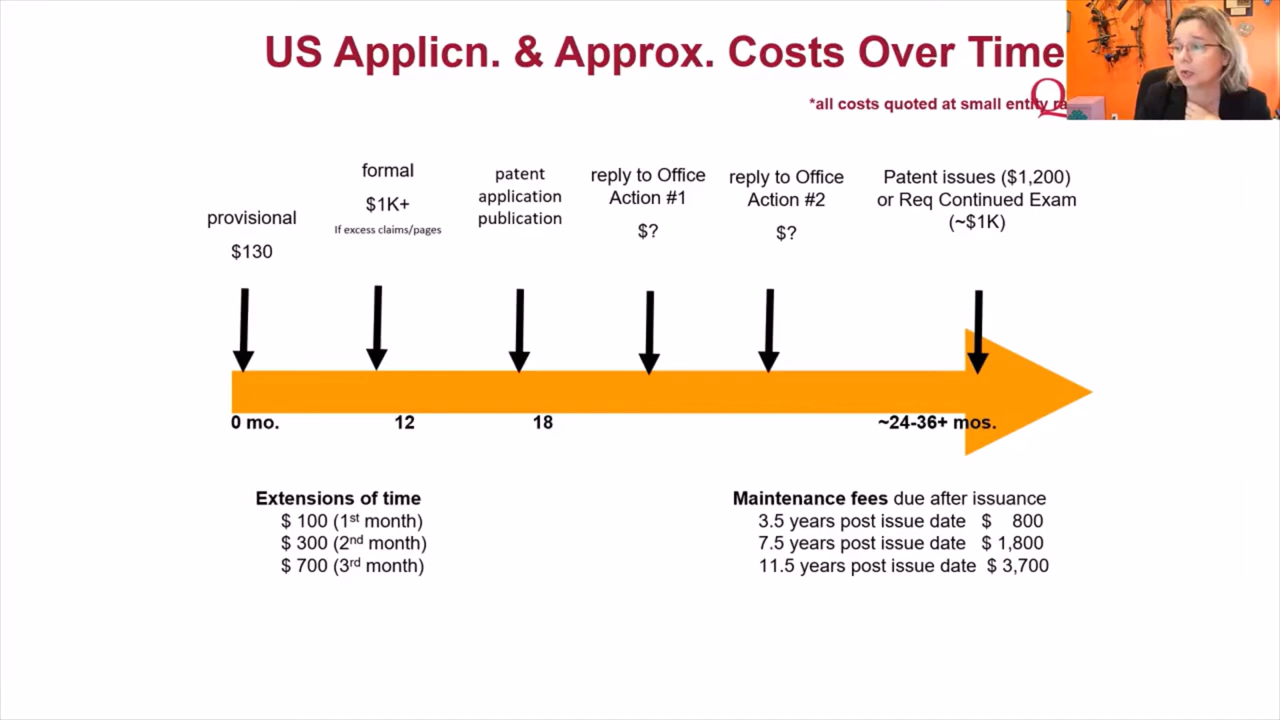 US Applicn. & Approx. Costs Over Time
*all costs quoted at small entity
provisional
$130
formal
$1K+
If excess claims/pages
patent
application
publication
reply to Office
Action #1
$?
reply to Office
Action #2
$?
Patent issues ($1,200)
or Req Continued Exam
(~$1K)
0 mo.
12
18
~24-36+ mos.
Extensions of time
$ 100 (1st month)
$ 300 (2nd month)
$ 700 (3rd month)
Maintenance fees due after issuance
3.5 years post issue date $ 800
7.5 years post issue date $ 1,800
11.5 years post issue date $ 3,700